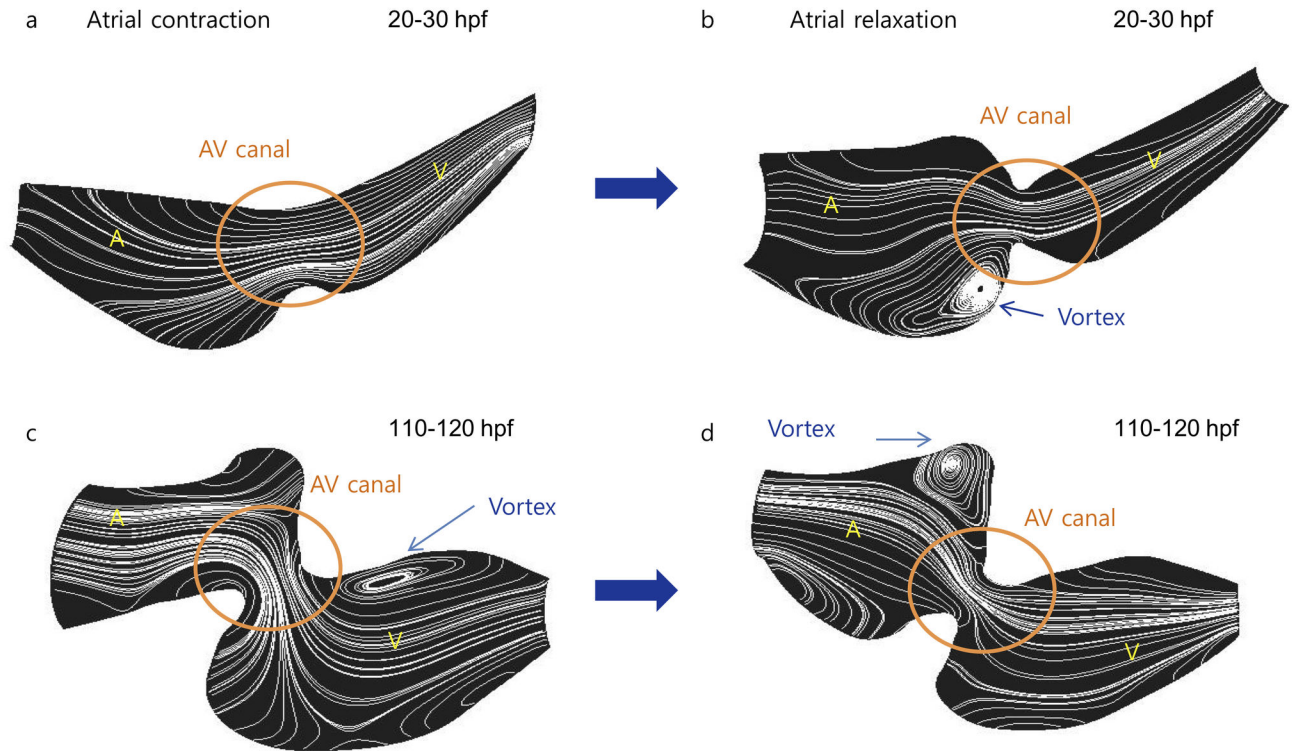 a Atrial contraction 20-30 hpf
AV canal
A
V
b Atrial relaxation 20-30 hpf
AV canal
A
V
Vortex
c 110-120 hpf
AV canal
A
Vortex
V
d 110-120 hpf
Vortex
A
AV canal
V